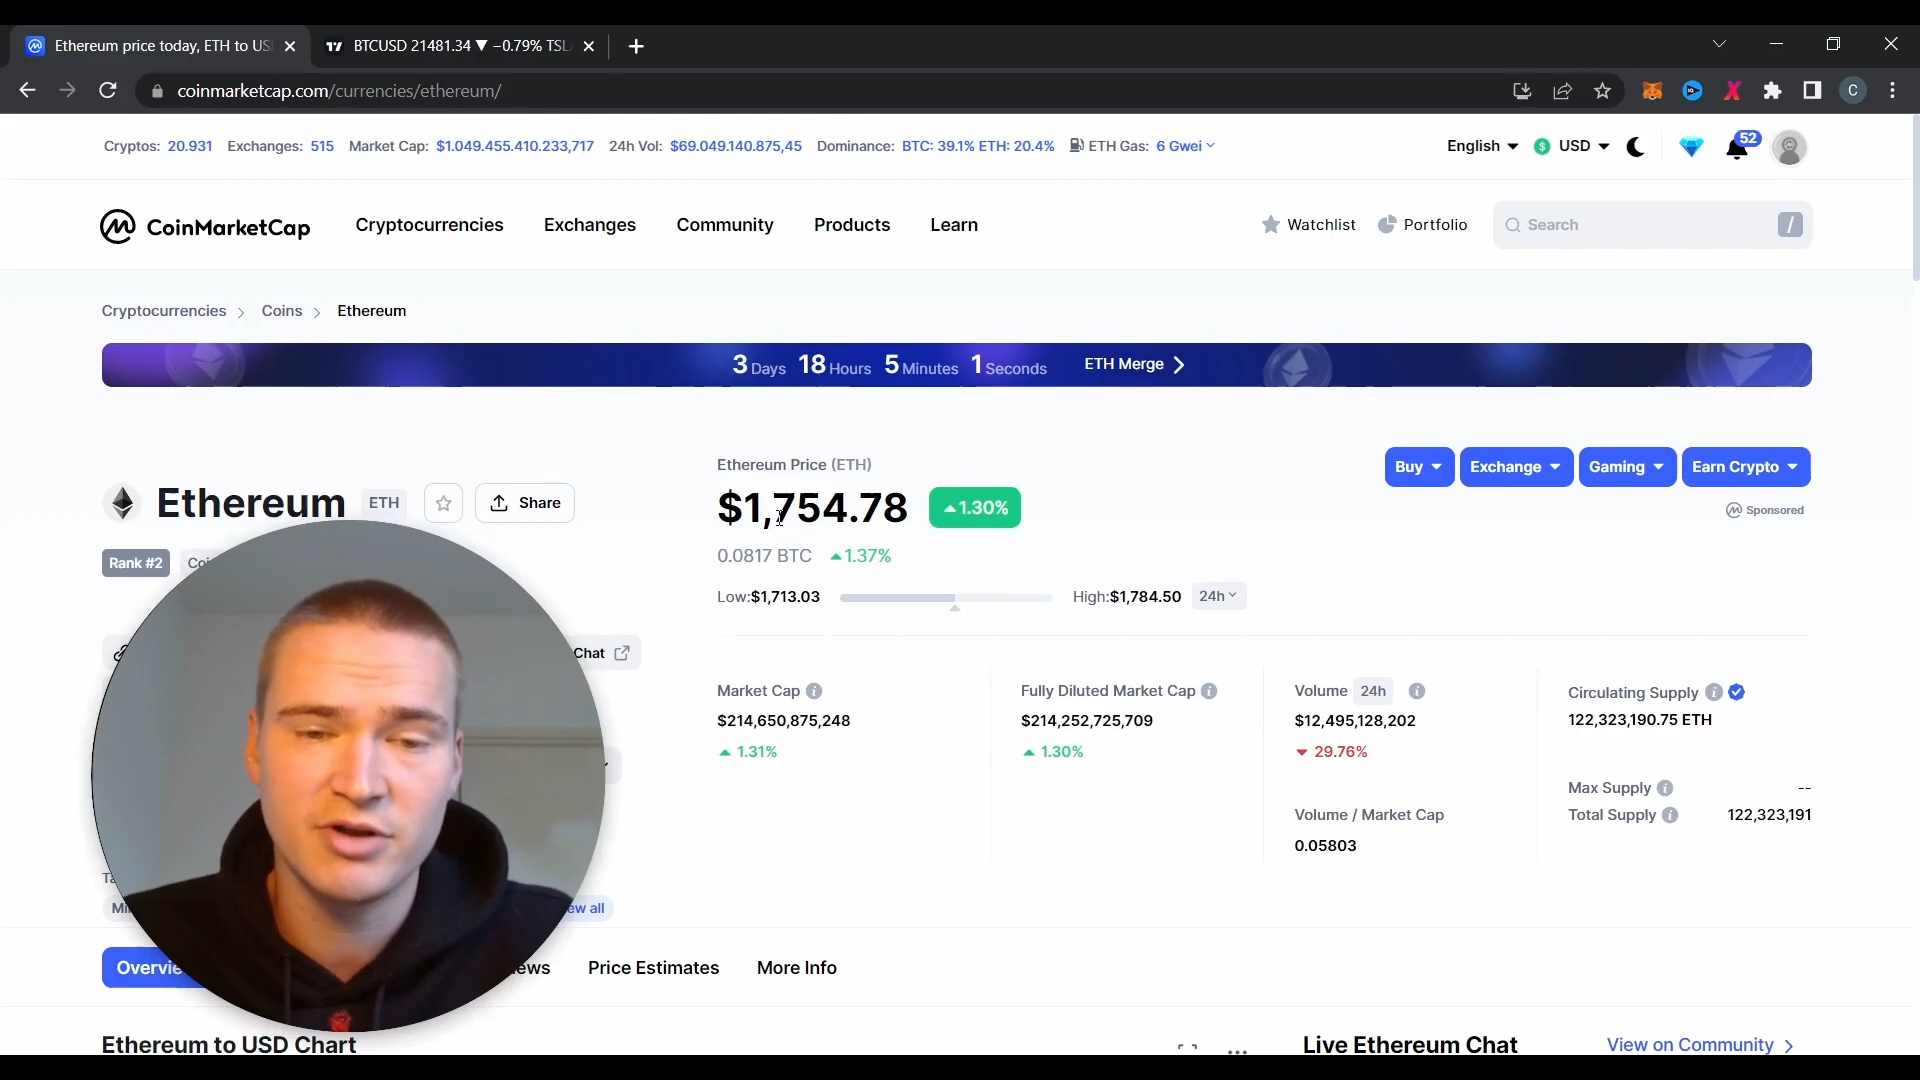 Ethereum price today, ETH to US
BTCUSD 21481.34 ▼ −0.79% TSL
coinmarketcap.com/currencies/ethereum/
C
Cryptos: 20.931 Exchanges: 515 Market Cap: $1.049.455.410.233,717 24h Vol: $69.049.140.875,45 Dominance: BTC: 39.1% ETH: 20.4% ETH Gas: 6 Gwei
English USD 52
CoinMarketCap Cryptocurrencies Exchanges Community Products Learn
Watchlist Portfolio Search /
Cryptocurrencies > Coins > Ethereum
3 Days 18 Hours 5 Minutes 1 Seconds ETH Merge >
Ethereum ETH Share
Rank #2
Chat
ew all
Ethereum Price (ETH)
$1,754.78 1.30%
0.0817 BTC 1.37%
Low:$1,713.03 High:$1,784.50 24h
Buy Exchange Gaming Earn Crypto
Sponsored
Market Cap
$214,650,875,248
1.31%
Fully Diluted Market Cap
$214,252,725,709
1.30%
Volume 24h
$12,495,128,202
29.76%
Volume / Market Cap
0.05803
Circulating Supply
122,323,190.75 ETH
Max Supply --
Total Supply 122,323,191
Overvie ews Price Estimates More Info
Ethereum to USD Chart
Live Ethereum Chat View on Community >